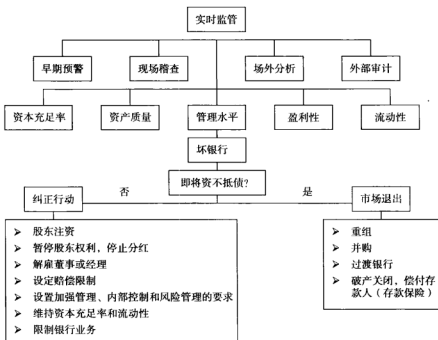 实时监管
早期预警
现场稽查
场外分析
外部审计
资本充足率
资产质量
管理水平
盈利性
流动性
坏银行
即将资不抵债?
否
是
纠正行动
市场退出
➢ 股东注资
➢ 暂停股东权利，停止分红
➢ 解雇董事或经理
➢ 设定赔偿限制
➢ 设置加强管理、内部控制和风险管理的要求
➢ 维持资本充足率和流动性
➢ 限制银行业务
➢ 重组
➢ 并购
➢ 过渡银行
➢ 破产关闭，偿付存
款人（存款保险）